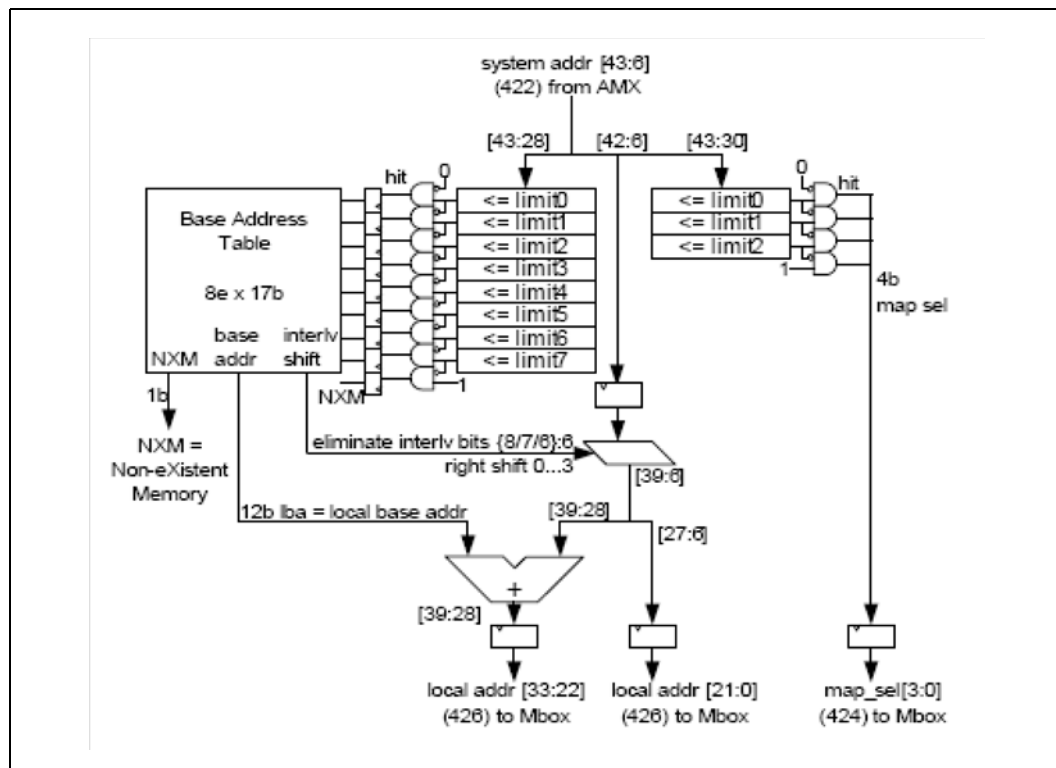 system addr [43:6]
(422) from AMX
[43:28]
[42:6]
[43:30]
hit
0
0
hit
Base Address
Table
8e x 17b
base
addr
interlv
shift
NXM
<= limit0
<= limit1
<= limit2
<= limit3
<= limit4
<= limit5
<= limit6
<= limit7
<= limit0
<= limit1
<= limit2
1
4b
map sel
NXM
1
1b
NXM =
Non-eXistent
Memory
eliminate interlv bits {8/7/6}:6
right shift 0...3
[39:6]
12b lba = local base addr
[39:28]
[27:6]
+
[39:28]
local addr [33:22]
(426) to Mbox
local addr [21:0]
(426) to Mbox
map_sel[3:0]
(424) to Mbox